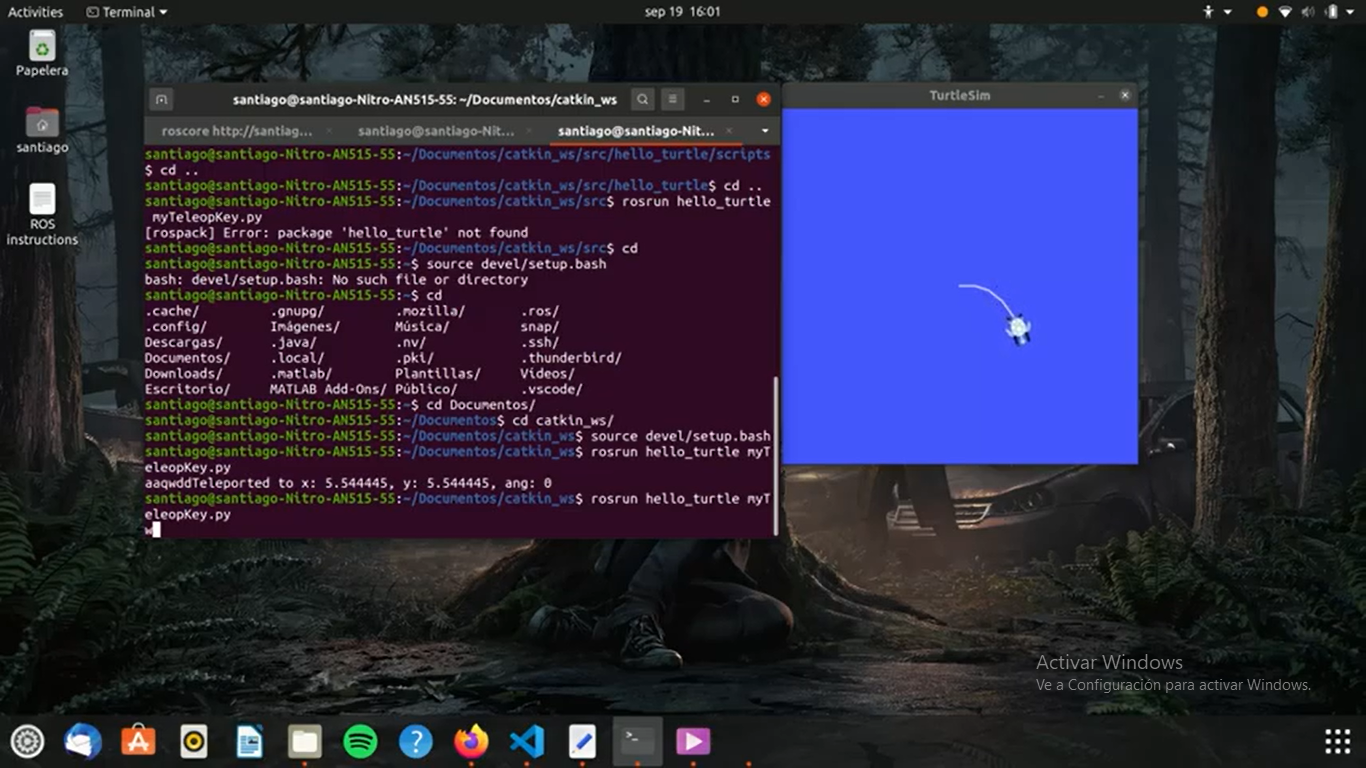 Activities
Terminal
sep 19 16:01
Papelera
santiago
ROS
instructions
santiago@santiago-Nitro-AN515-55: ~/Documentos/catkin_ws
roscore http://santiag...
santiago@santiago-Nit...
santiago@santiago-Nit...
santiago@santiago-Nitro-AN515-55:~/Documentos/catkin_ws/src/hello_turtle/scripts
$ cd ..
santiago@santiago-Nitro-AN515-55:~/Documentos/catkin_ws/src/hello_turtle$ cd ..
santiago@santiago-Nitro-AN515-55:~/Documentos/catkin_ws/src$ rosrun hello_turtle
myTeleopKey.py
[rospack] Error: package 'hello_turtle' not found
santiago@santiago-Nitro-AN515-55:~/Documentos/catkin_ws/src$ cd
santiago@santiago-Nitro-AN515-55:~$ source devel/setup.bash
bash: devel/setup.bash: No such file or directory
santiago@santiago-Nitro-AN515-55:~$ cd
.cache/ .gnupg/ .mozilla/ .ros/
.config/ Imágenes/ Música/ snap/
Descargas/ .java/ .nv/ .ssh/
Documentos/ .local/ .pki/ .thunderbird/
Downloads/ .matlab/ Plantillas/ Vídeos/
Escritorio/ MATLAB Add-Ons/ Público/ .vscode/
santiago@santiago-Nitro-AN515-55:~$ cd Documentos/
santiago@santiago-Nitro-AN515-55:~/Documentos$ cd catkin_ws/
santiago@santiago-Nitro-AN515-55:~/Documentos/catkin_ws$ source devel/setup.bash
santiago@santiago-Nitro-AN515-55:~/Documentos/catkin_ws$ rosrun hello_turtle myT
eleopKey.py
aaqwddTeleported to x: 5.544445, y: 5.544445, ang: 0
santiago@santiago-Nitro-AN515-55:~/Documentos/catkin_ws$ rosrun hello_turtle myT
eleopKey.py
w
TurtleSim
Activar Windows
Ve a Configuración para activar Windows.